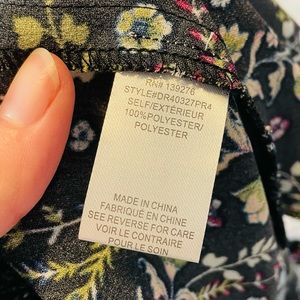 RN# 139276
STYLE#DR40327PR4
SELF/EXTÉRIEUR
100%POLYESTER/
POLYESTER
MADE IN CHINA
FABRIQUÉ EN CHINE
SEE REVERSE FOR CARE
VOIR LE CONTRAIRE
POUR LE SOIN